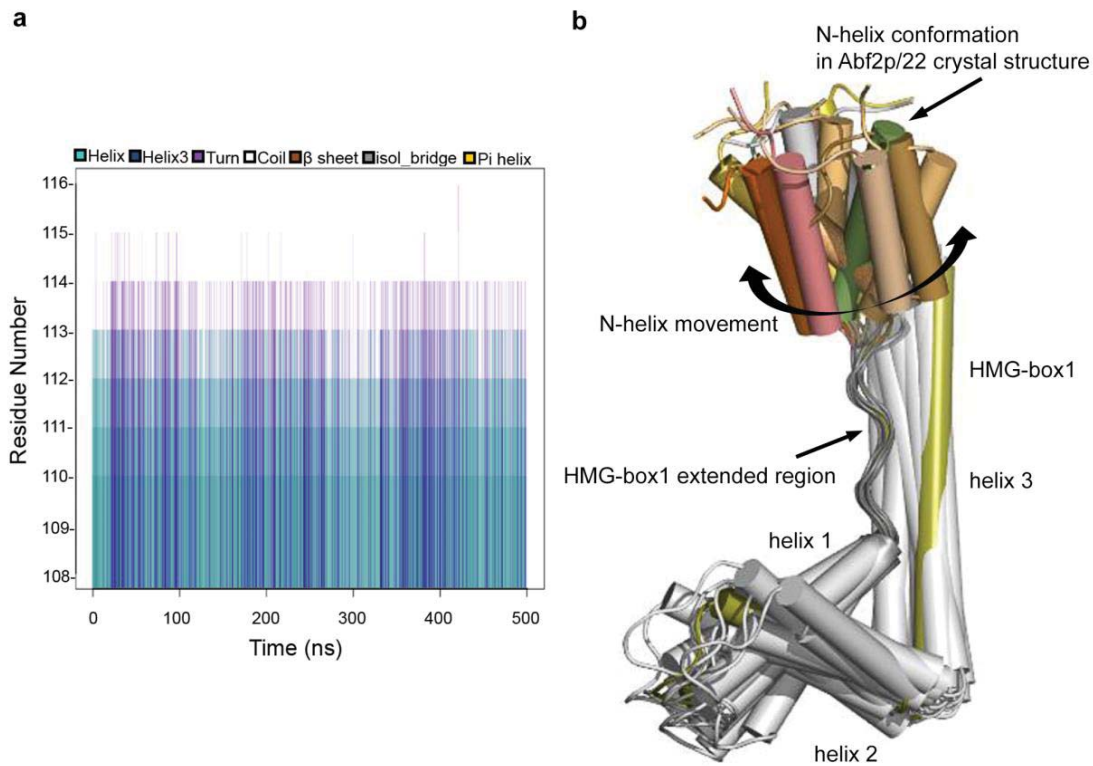 a
Helix Helix3 Turn Coil β sheet isol_bridge Pi helix
116-
115-
114-
113-
112-
111-
110-
109-
108-
Residue Number
0 100 200 300 400 500
Time (ns)
b
N-helix conformation
in Abf2p/22 crystal structure
N-helix movement
HMG-box1
HMG-box1 extended region
helix 3
helix 1
helix 2